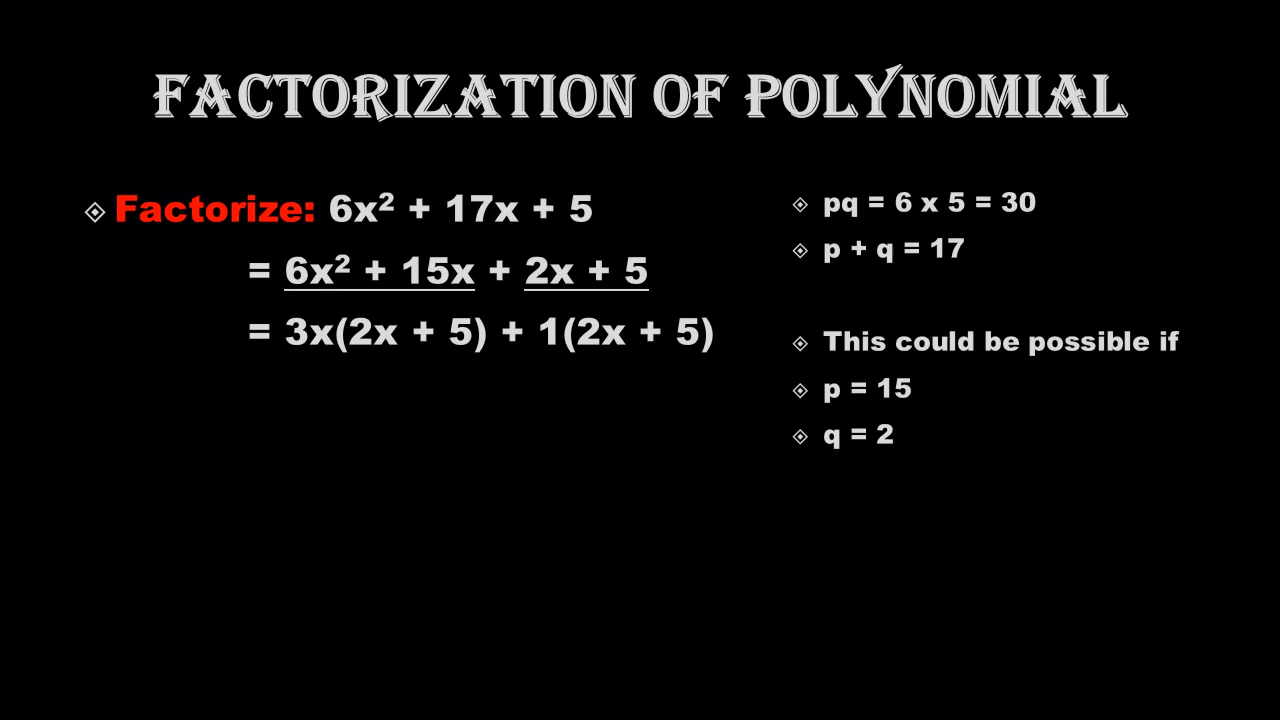 FACTORIZATION OF POLYNOMIAL
Factorize: 6x² + 17x + 5
= 6x² + 15x + 2x + 5
= 3x(2x + 5) + 1(2x + 5)
pq = 6 x 5 = 30
p + q = 17
This could be possible if
p = 15
q = 2